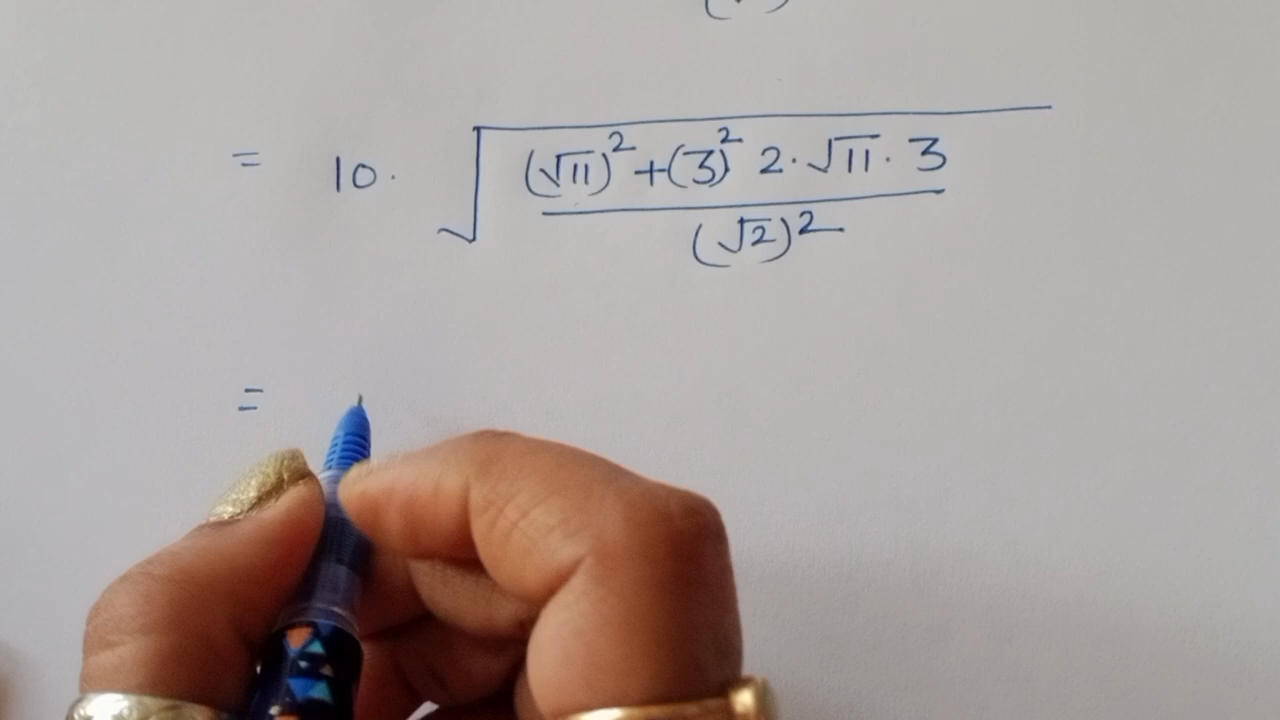 = 10. √ (√11)² + (3)² 2·√11·3
(√2)²
=